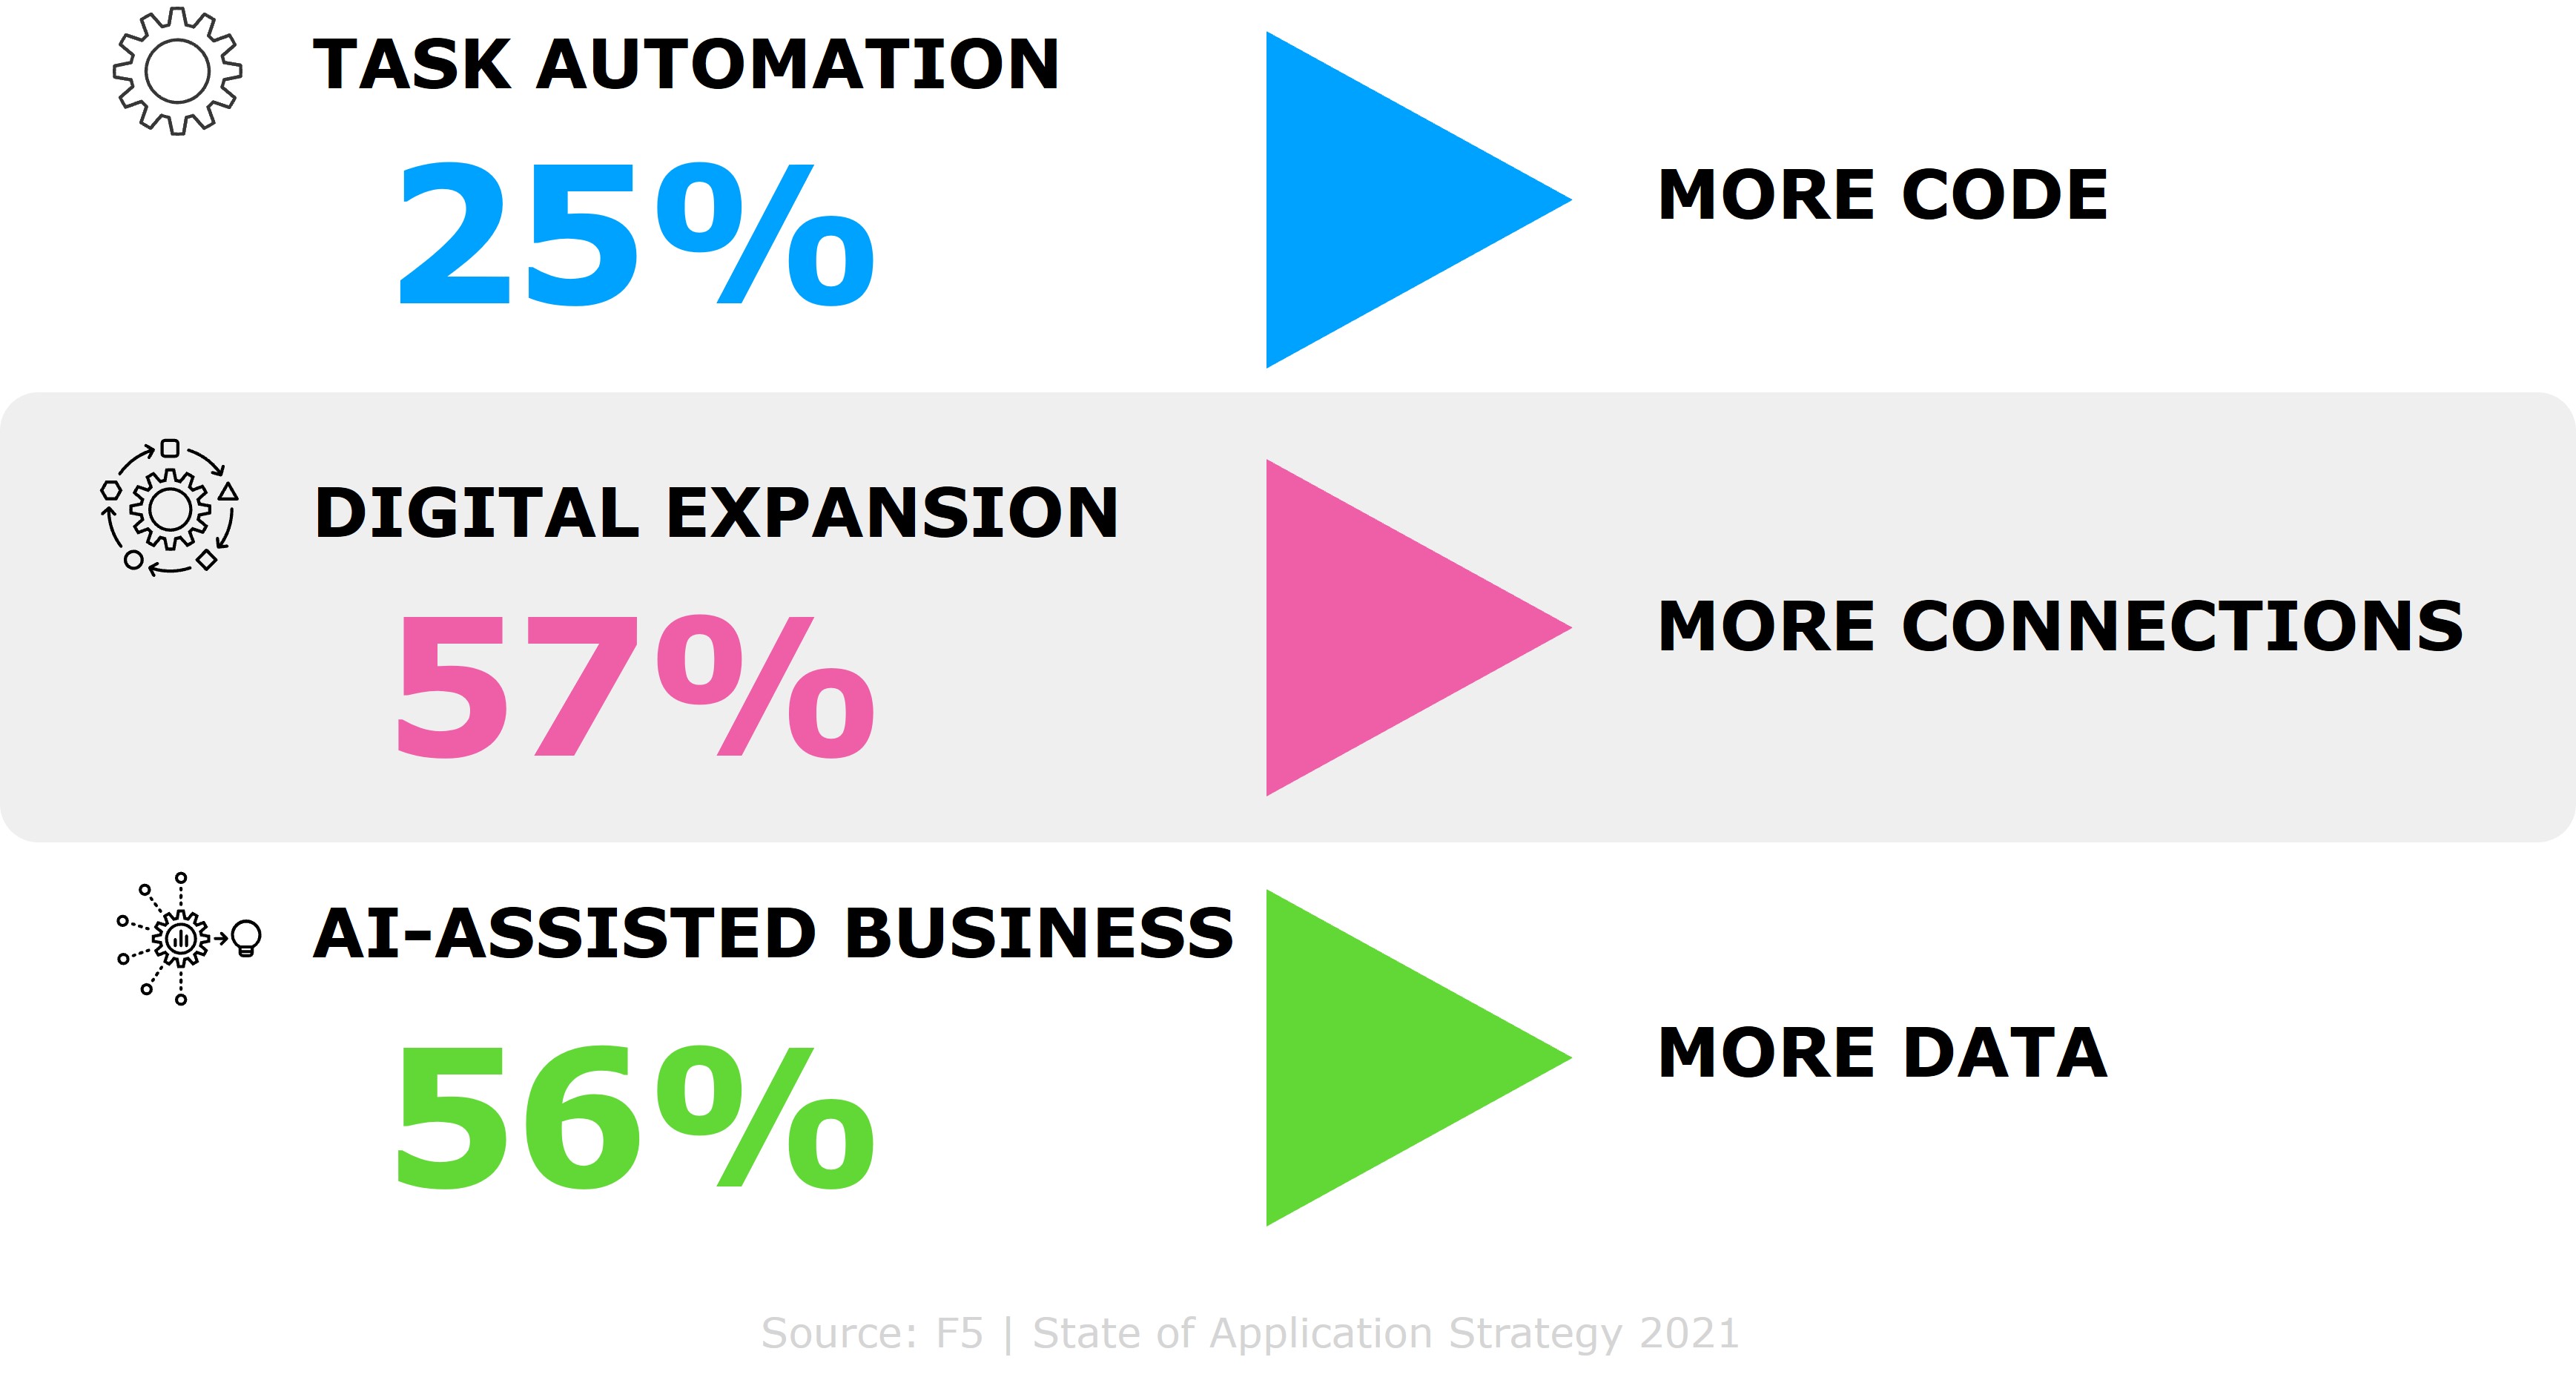 TASK AUTOMATION
25%
MORE CODE
DIGITAL EXPANSION
57%
MORE CONNECTIONS
AI-ASSISTED BUSINESS
56%
MORE DATA
Source: F5 | State of Application Strategy 2021